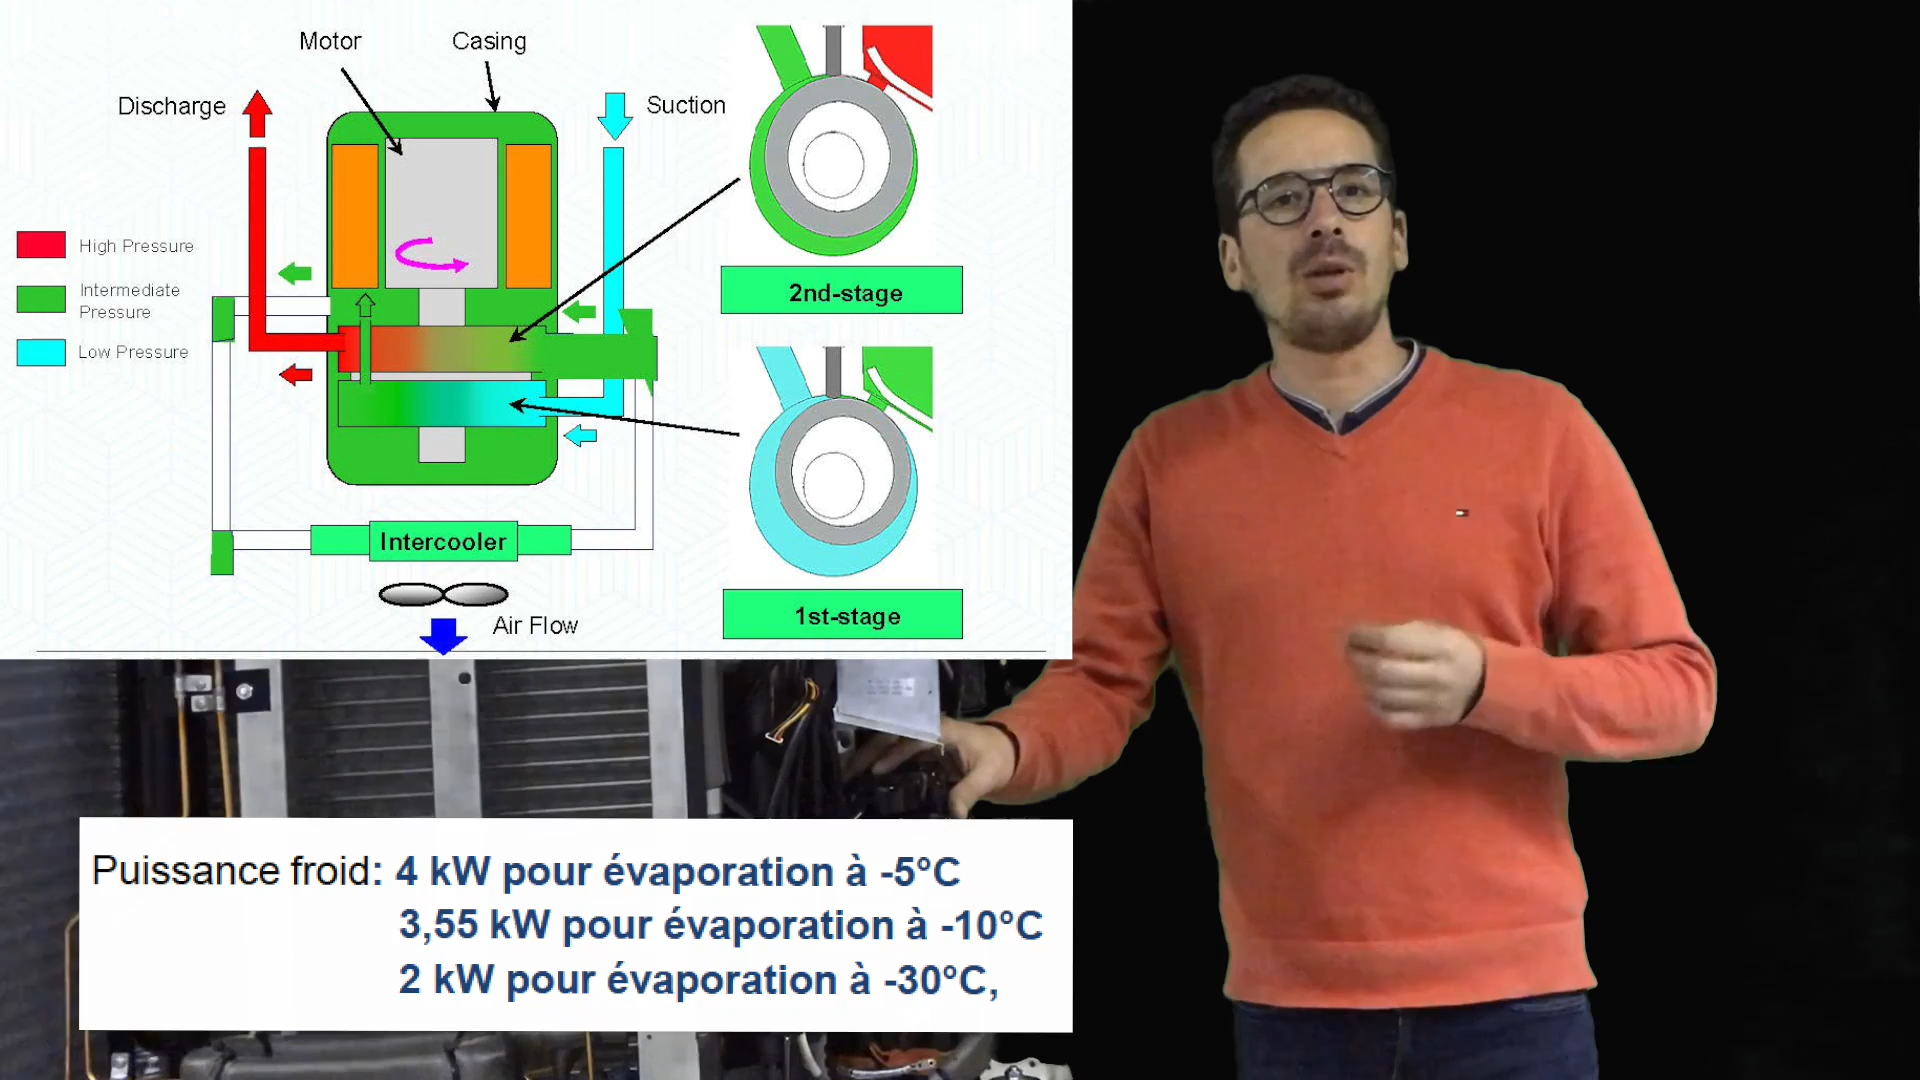 Motor
Casing
Discharge
Suction
High Pressure
Intermediate
Pressure
Low Pressure
2nd-stage
1st-stage
Intercooler
Air Flow
Puissance froid: 4 kW pour évaporation à -5°C
3,55 kW pour évaporation à -10°C
2 kW pour évaporation à -30°C,